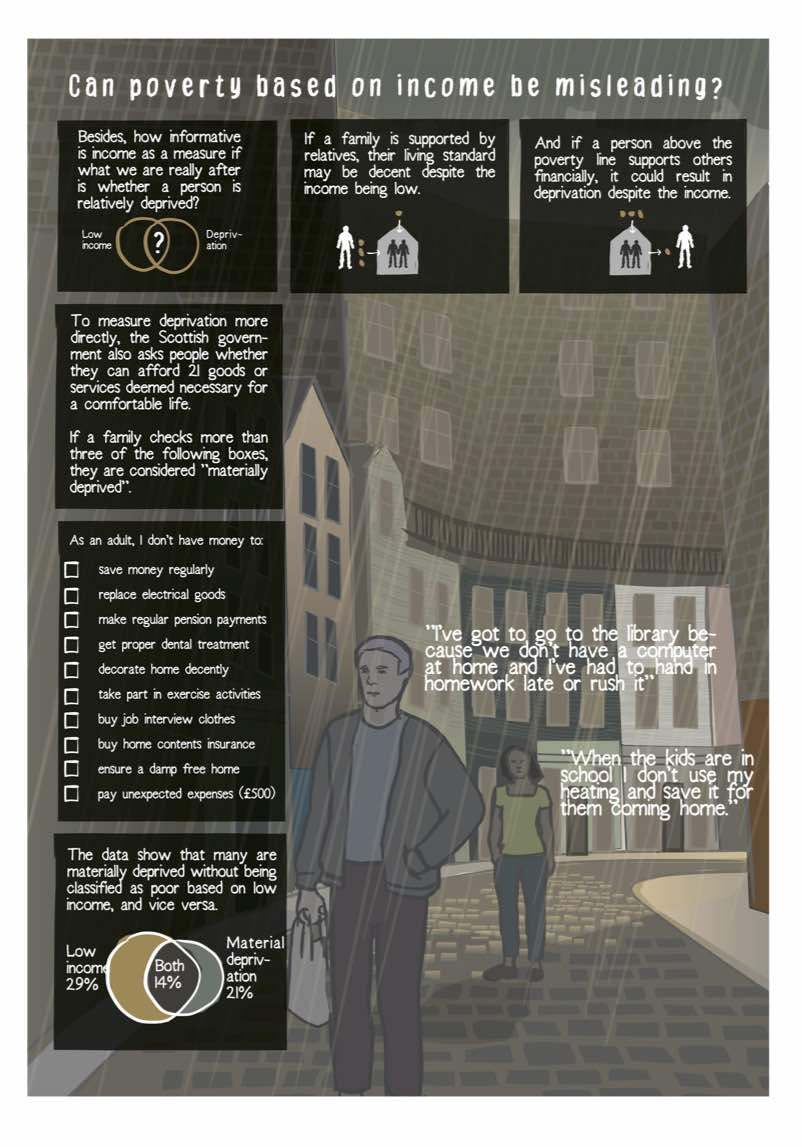 Can poverty based on income be misleading?
Besides, how informative
is income as a measure if
what we are really after
is whether a person is
relatively deprived?
Low
income
?
Depriv-
ation
If a family is supported by
relatives, their living standard
may be decent despite the
income being low.
And if a person above the
poverty line supports others
financially, it could result in
deprivation despite the income.
To measure deprivation more
directly, the Scottish govern-
ment also asks people whether
they can afford 21 goods or
services deemed necessary for
a comfortable life.
If a family checks more than
three of the following boxes,
they are considered "materially
deprived".
As an adult, I don't have money to:
save money regularly
replace electrical goods
make regular pension payments
get proper dental treatment
decorate home decently
take part in exercise activities
buy job interview clothes
buy home contents insurance
ensure a damp free home
pay unexpected expenses (£500)
"I've got to go to the library be-
cause we don't have a computer
at home and I've had to hand in
homework late or rush it"
"When the kids are in
school I don't use my
heating and save it for
them coming home."
The data show that many are
materially deprived without being
classified as poor based on low
income, and vice versa.
Low
income
29%
Both
14%
Material
depriv-
ation
21%